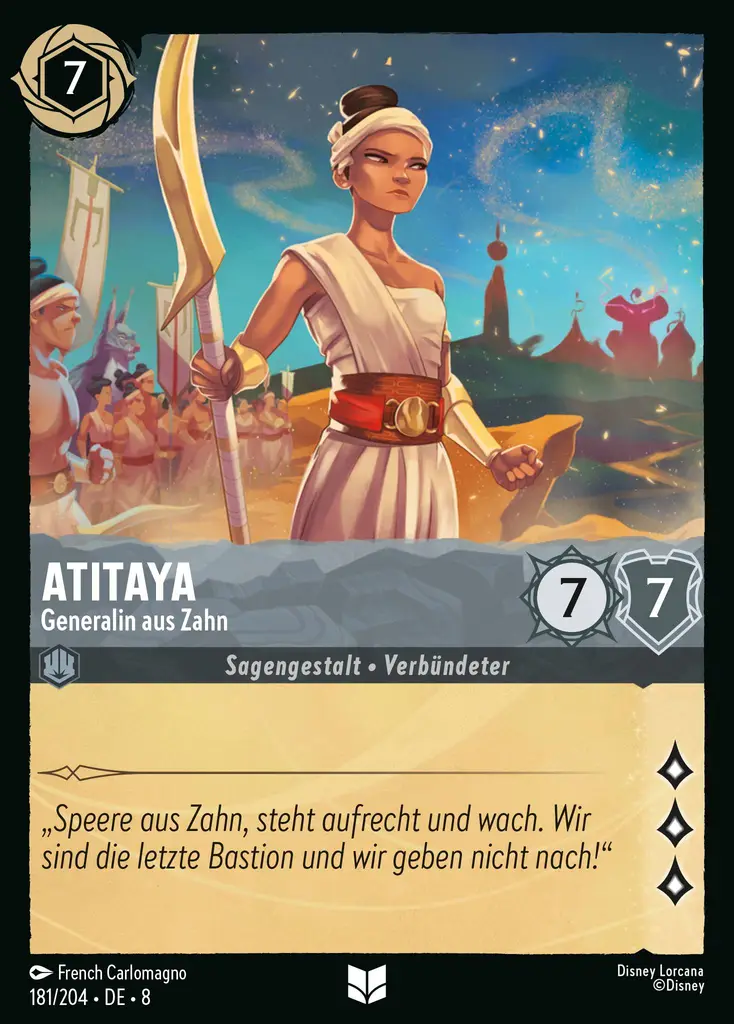 7
ATITAYA
Generalin aus Zahn
7 7
Sagengestalt • Verbündeter
„Speere aus Zahn, steht aufrecht und wach. Wir
sind die letzte Bastion und wir geben nicht nach!“
French Carlomagno
181/204 • DE • 8
Disney Lorcana
©Disney